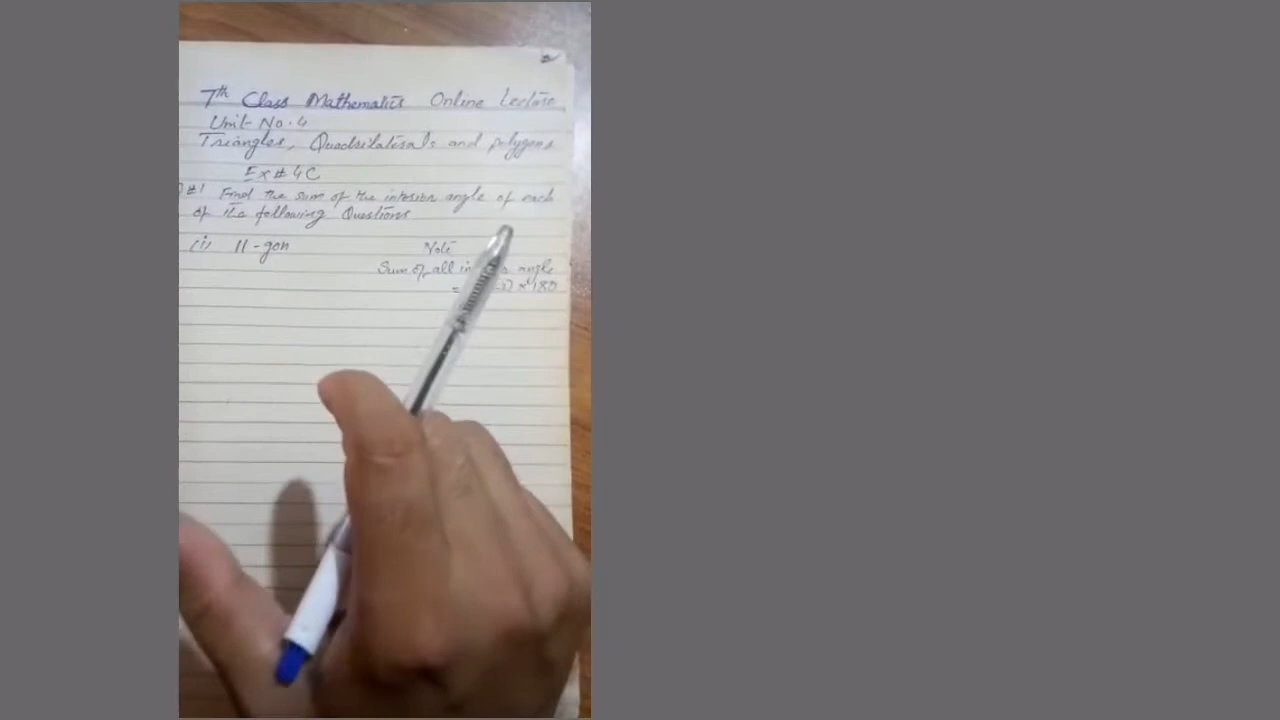 7th Class Mathematics Online Lecture
Unit No. 4
Triangles, Quadrilaterals and polygons
Ex # 4C
#1 Find the sum of the interior angle of each
of the following Questions
(i) 11-gon
Note
Sum of all angle
= × 180